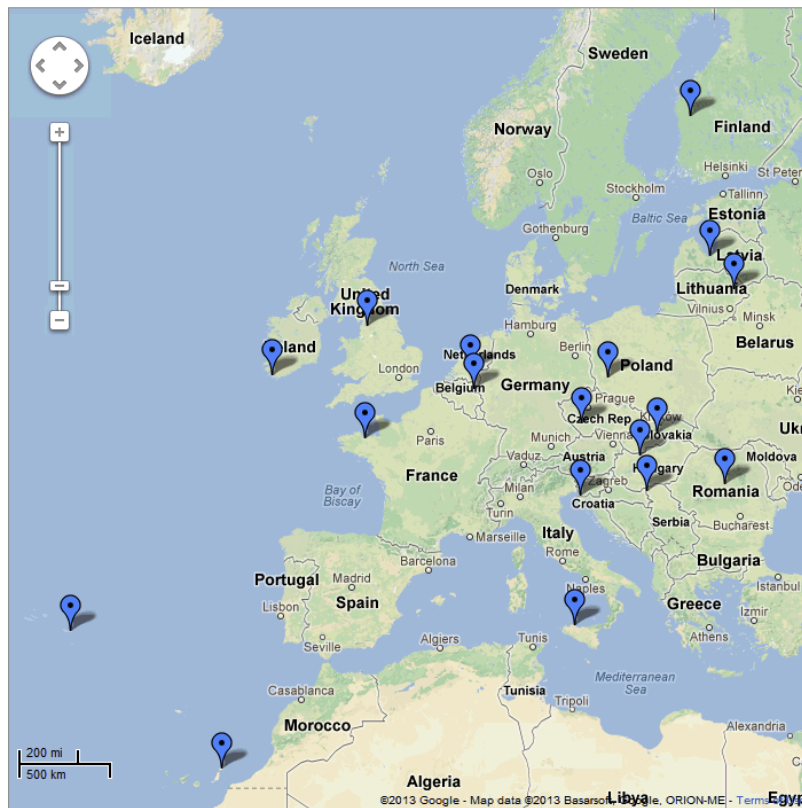 Iceland
Sweden
Norway
Finland
Helsinki
St Peter
Oslo
Stockholm
Tallinn
Estonia
Baltic Sea
Gothenburg
North Sea
Latvia
United
Kingdom
Denmark
Lithuania
Vilnius
Minsk
Hamburg
Belarus
Netherlands
Berlin
Poland
London
Belgium
Germany
Prague
Czech Rep
Paris
Munich
Vienna
Slovakia
Moldova
Austria
Vaduz
Hungary
France
Zagreb
Romania
Bay of
Biscay
Milan
Croatia
Turin
Serbia
Bucharest
Italy
Marseille
Rome
Bulgaria
Barcelona
Portugal
Madrid
Naples
Istanbul
Spain
Greece
Lisbon
Izmir
Seville
Algiers
Tunis
Athens
Mediterranean
Sea
Casablanca
Tunisia
Tripoli
Morocco
Alexandria
200 mi
500 km
Algeria
©2013 Google - Map data ©2013 Basarsoft, Google, ORION-ME -